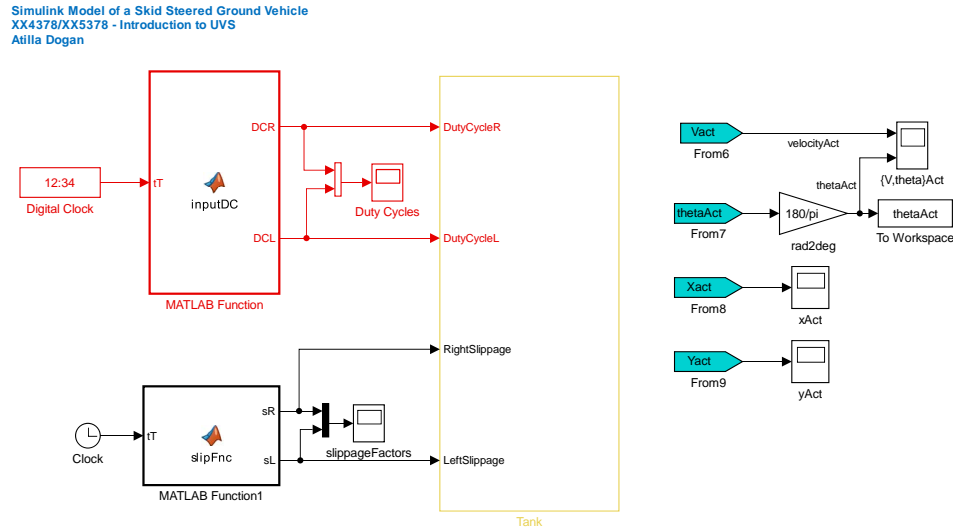 Simulink Model of a Skid Steered Ground Vehicle
XX4378/XX5378 - Introduction to UVS
Atilla Dogan
12:34
Digital Clock
tT
DCR
inputDC
DCL
MATLAB Function
Duty Cycles
DutyCycleR
DutyCycleL
RightSlippage
LeftSlippage
Tank
Clock
tT
sR
slipFnc
sL
MATLAB Function1
slippageFactors
Vact
From6
velocityAct
{V,theta}Act
thetaAct
thetaAct
From7
180/pi
rad2deg
thetaAct
To Workspace
Xact
From8
xAct
Yact
From9
yAct